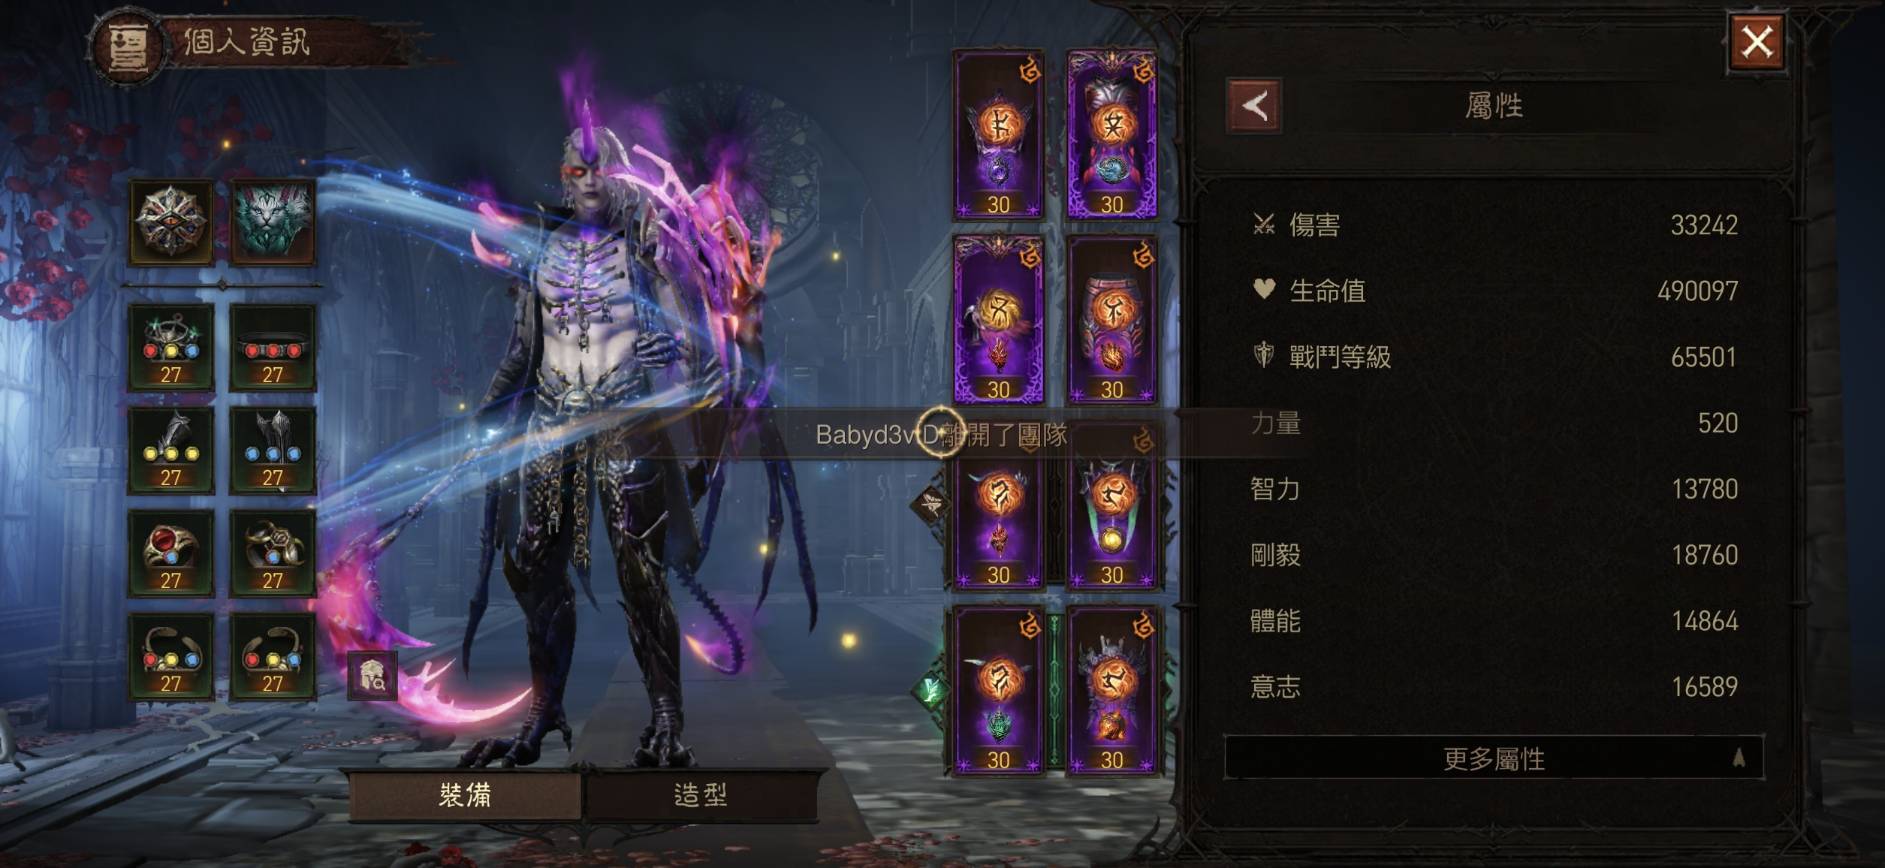 個人資訊
屬性
30
30
傷害 33242
生命值 490097
27
27
30
30
戰鬥等級 65501
Babyd3viD離開了團隊
力量 520
27
27
智力 13780
30
30
剛毅 18760
27
27
體能 14864
27
27
意志 16589
30
30
更多屬性
裝備
造型